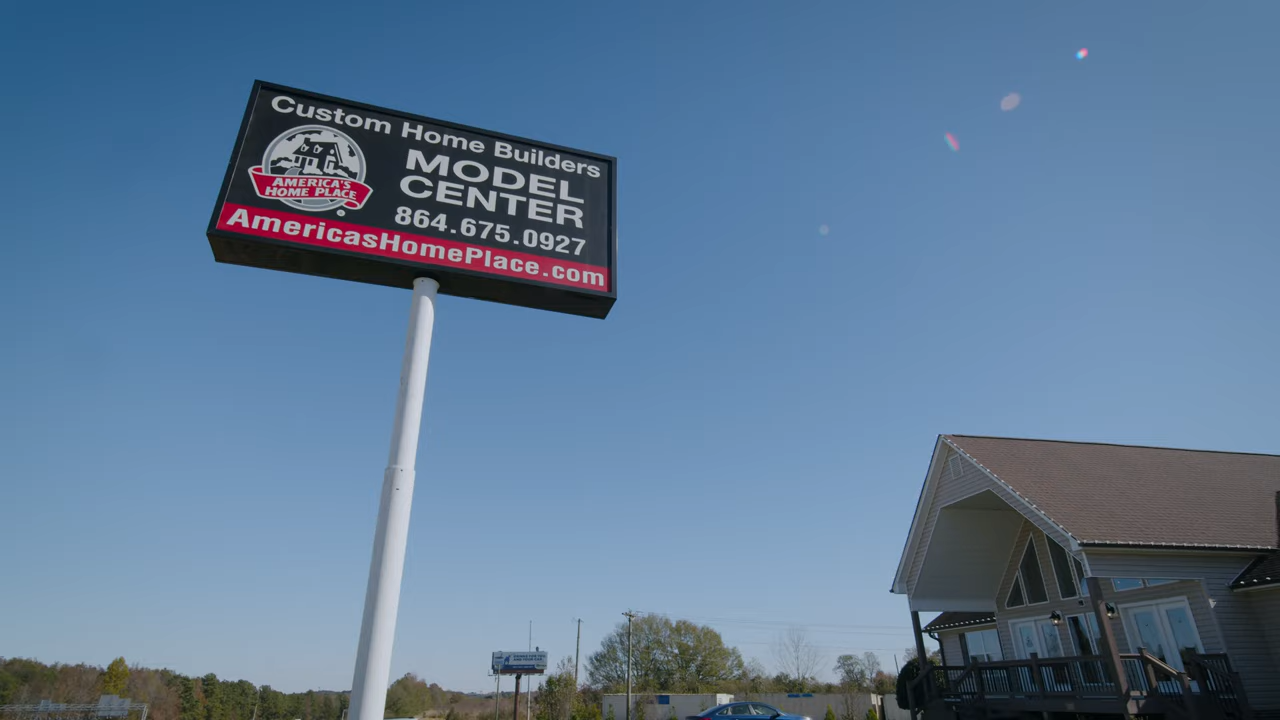 Custom Home Builders
AMERICA'S
HOME PLACE
MODEL
CENTER
864.675.0927
AmericasHomePlace.com